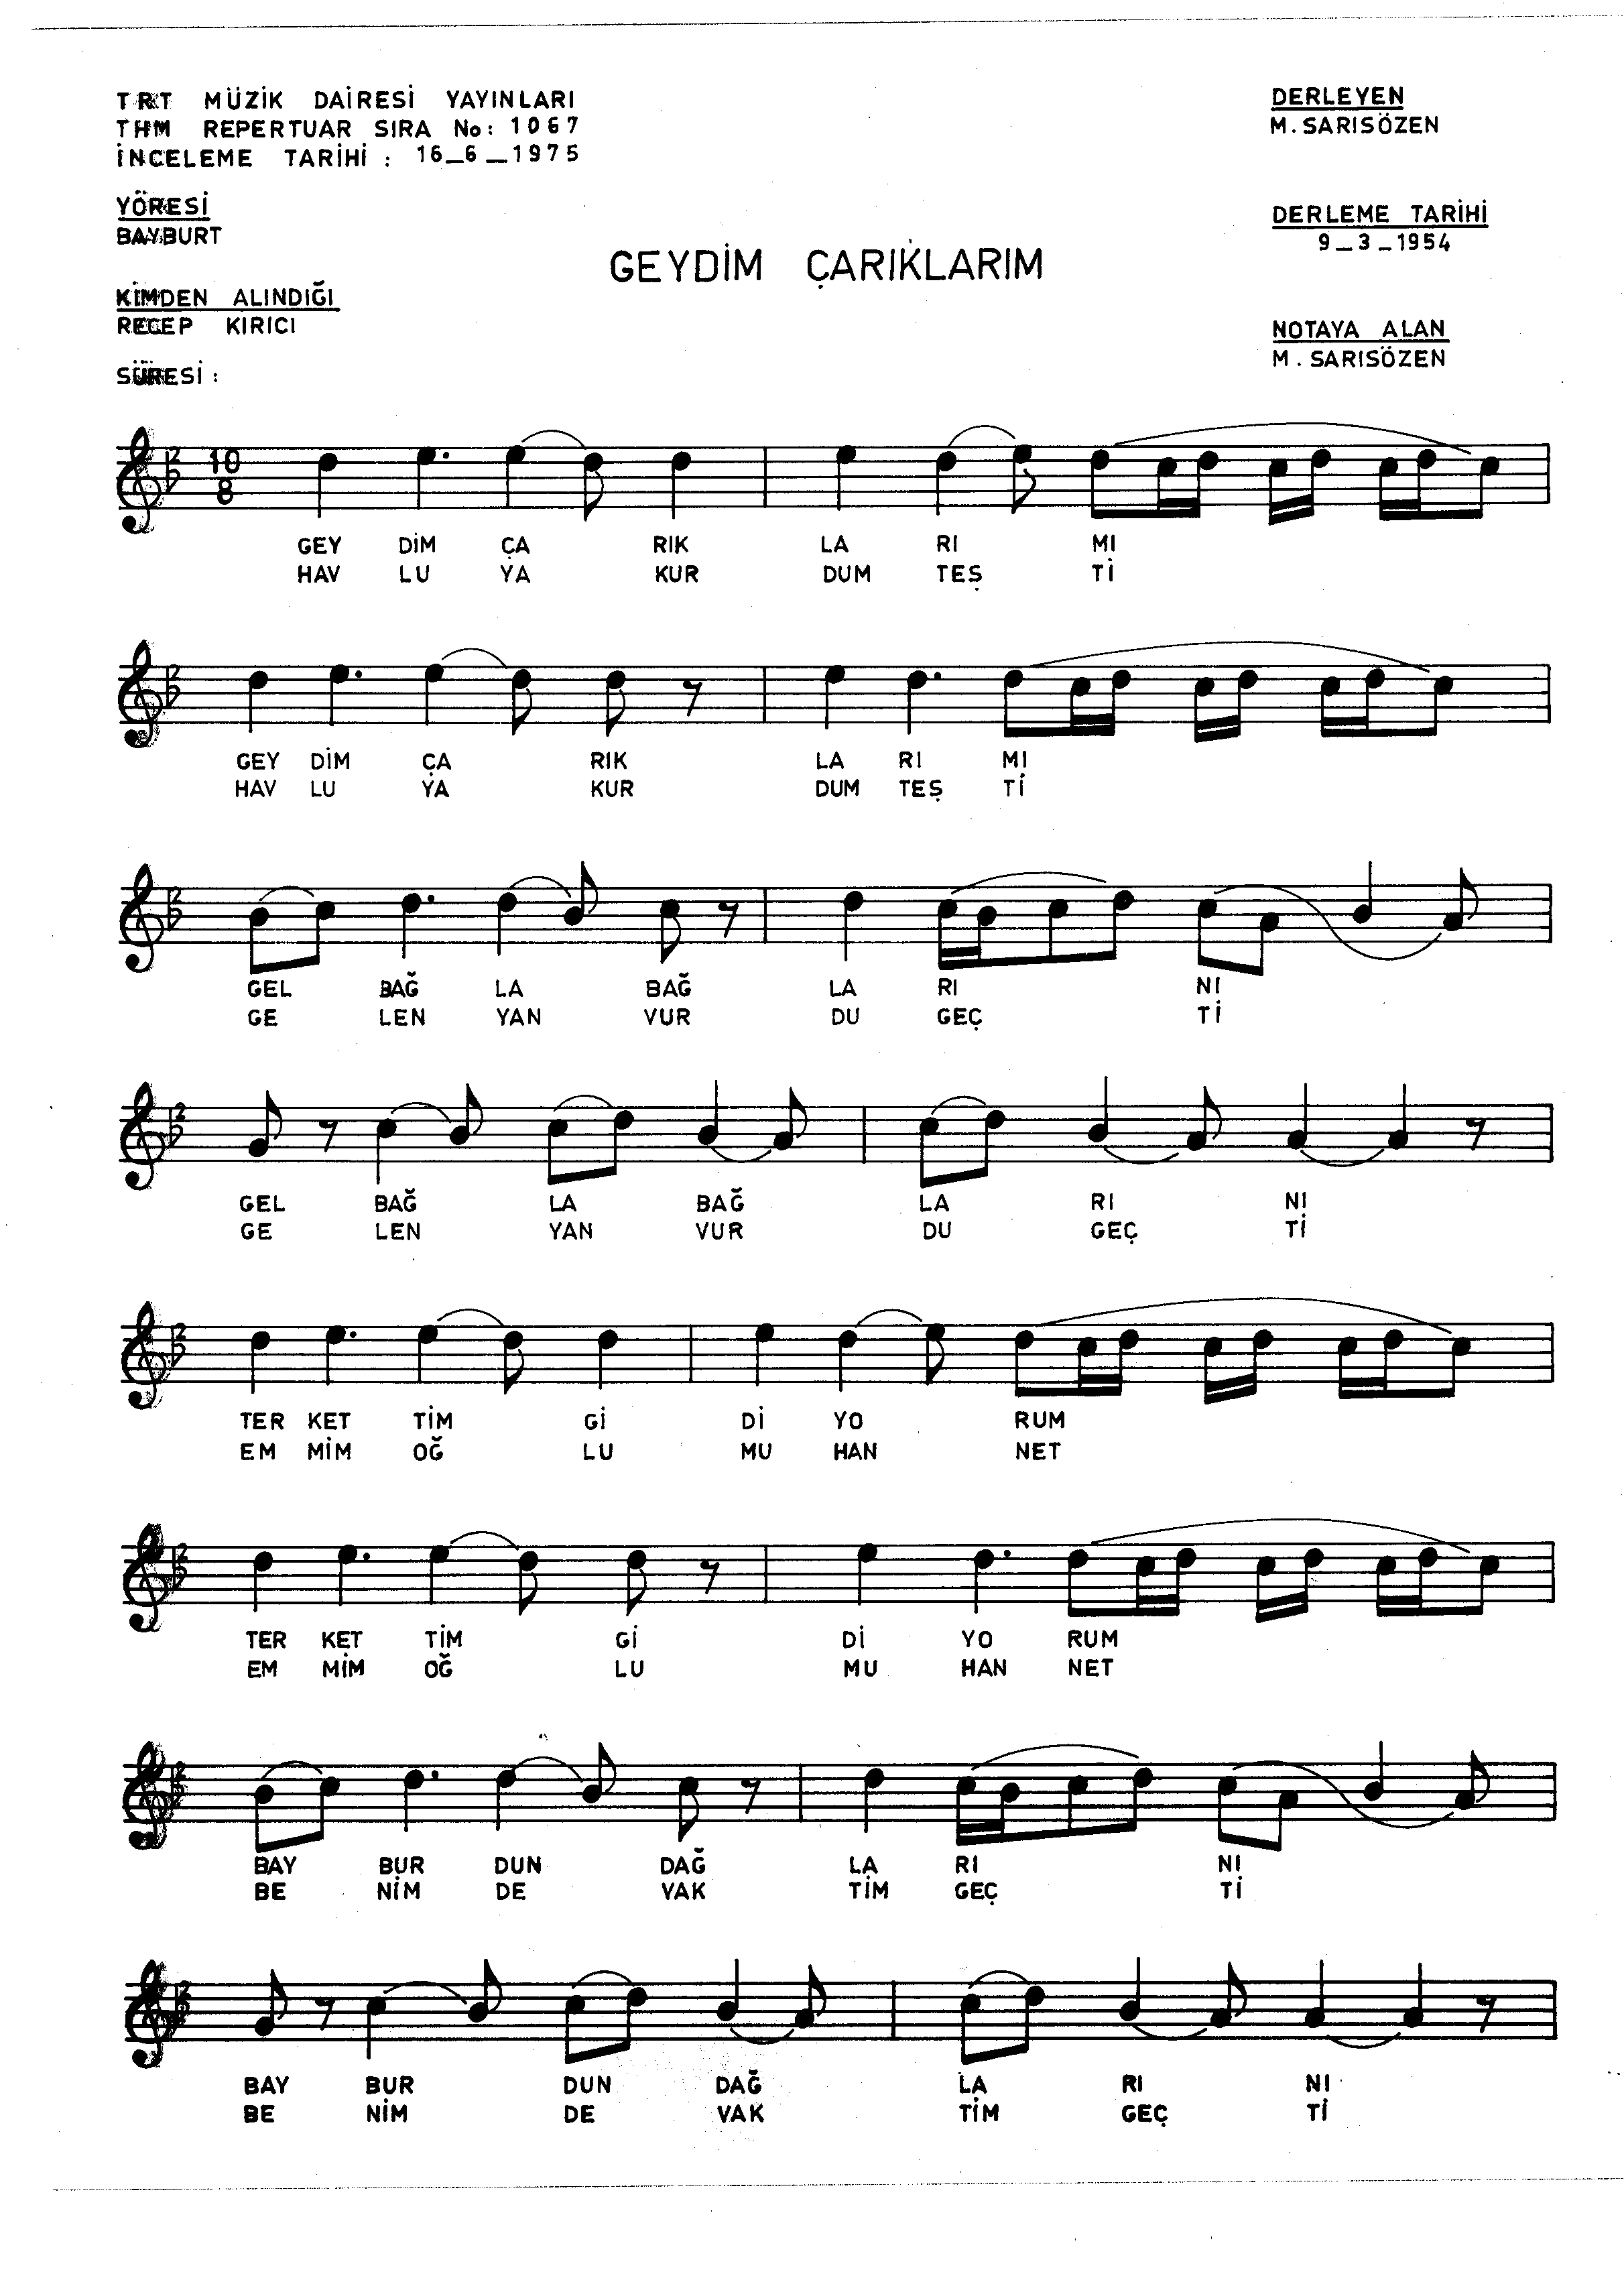 TRT MÜZİK DAİRESİ YAYINLARI
THM REPERTUAR SIRA No: 1067
İNCELEME TARİHİ : 16_6_1975
DERLEYEN
M. SARISÖZEN
YÖRESİ
BAYBURT
DERLEME TARİHİ
9_3_1954
GEYDİM ÇARIKLARIM
KİMDEN ALINDIĞI
RECEP KIRICI
NOTAYA ALAN
M. SARISÖZEN
SÜRESİ :
10
8
GEY DİM ÇA RIK LA RI MI
HAV LU YA KUR DUM TEŞ Tİ
GEY DİM ÇA RIK LA RI MI
HAV LU YA KUR DUM TEŞ Tİ
GEL BAĞ LA BAĞ LA RI NI
GE LEN YAN VUR DU GEÇ Tİ
GEL BAĞ LA BAĞ LA RI NI
GE LEN YAN VUR DU GEÇ Tİ
TER KET TİM Gİ Dİ YO RUM
EM MİM OĞ LU MU HAN NET
TER KET TİM Gİ Dİ YO RUM
EM MİM OĞ LU MU HAN NET
BAY BUR DUN DAĞ LA RI NI
BE NİM DE VAK TİM GEÇ Tİ
BAY BUR DUN DAĞ LA RI NI
BE NİM DE VAK TİM GEÇ Tİ